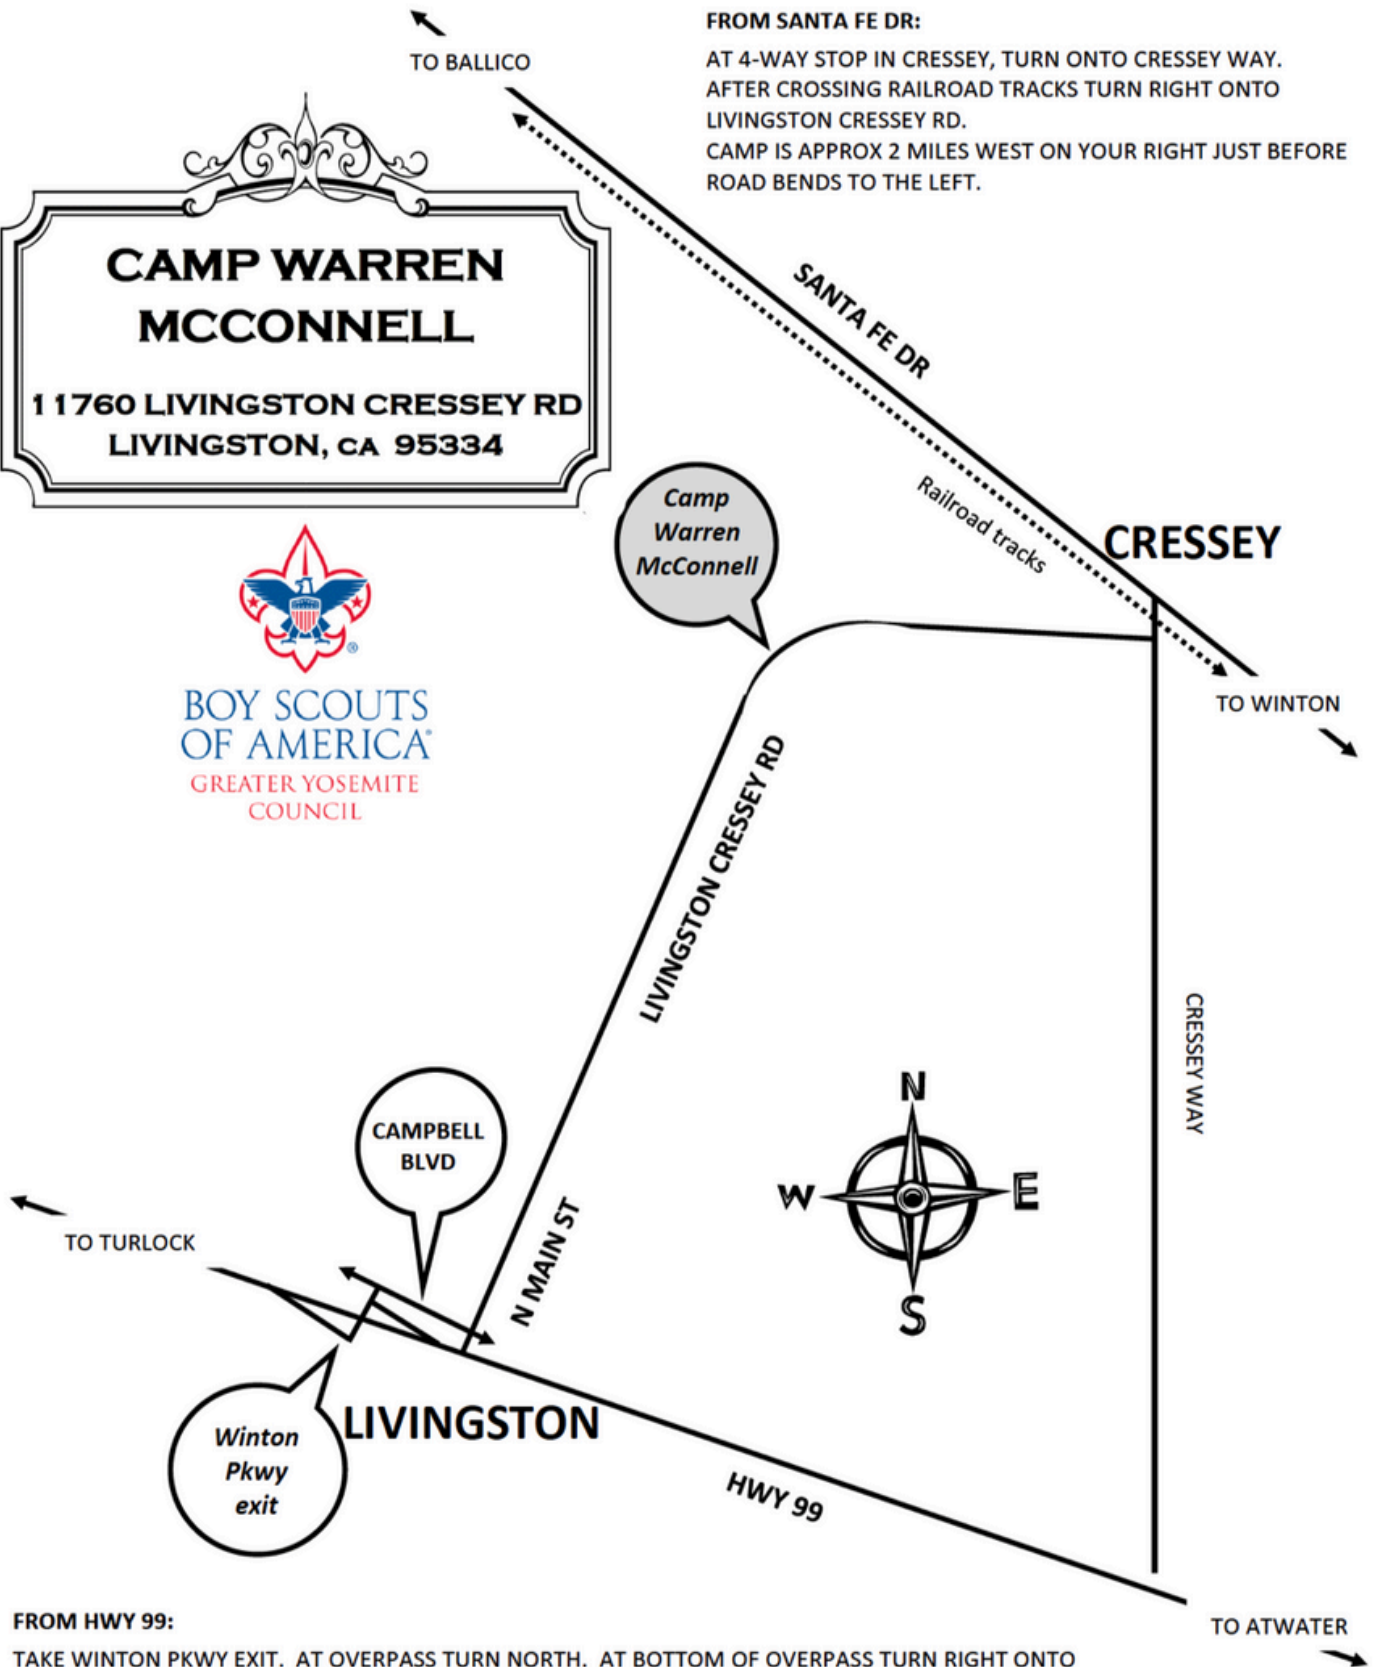 TO BALLICO
FROM SANTA FE DR:
AT 4-WAY STOP IN CRESSEY, TURN ONTO CRESSEY WAY.
AFTER CROSSING RAILROAD TRACKS TURN RIGHT ONTO
LIVINGSTON CRESSEY RD.
CAMP IS APPROX 2 MILES WEST ON YOUR RIGHT JUST BEFORE
ROAD BENDS TO THE LEFT.
CAMP WARREN
MCCONNELL
11760 LIVINGSTON CRESSEY RD
LIVINGSTON, CA 95334
SANTA FE DR
Railroad tracks
CRESSEY
Camp
Warren
McConnell
TO WINTON
®
BOY SCOUTS
OF AMERICA®
GREATER YOSEMITE
COUNCIL
LIVINGSTON CRESSEY RD
CRESSEY WAY
N
W
E
S
CAMPBELL
BLVD
N MAIN ST
TO TURLOCK
Winton
Pkwy
exit
LIVINGSTON
HWY 99
TO ATWATER
FROM HWY 99:
TAKE WINTON PKWY EXIT. AT OVERPASS TURN NORTH. AT BOTTOM OF OVERPASS TURN RIGHT ONTO